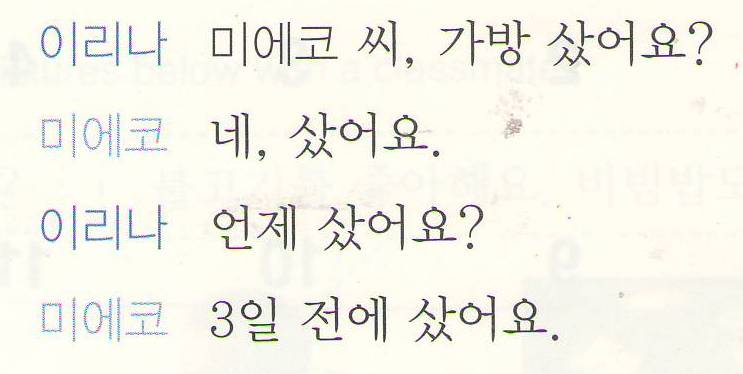 이리나 미에코 씨, 가방 샀어요?
미에코 네, 샀어요.
이리나 언제 샀어요?
미에코 3일 전에 샀어요.